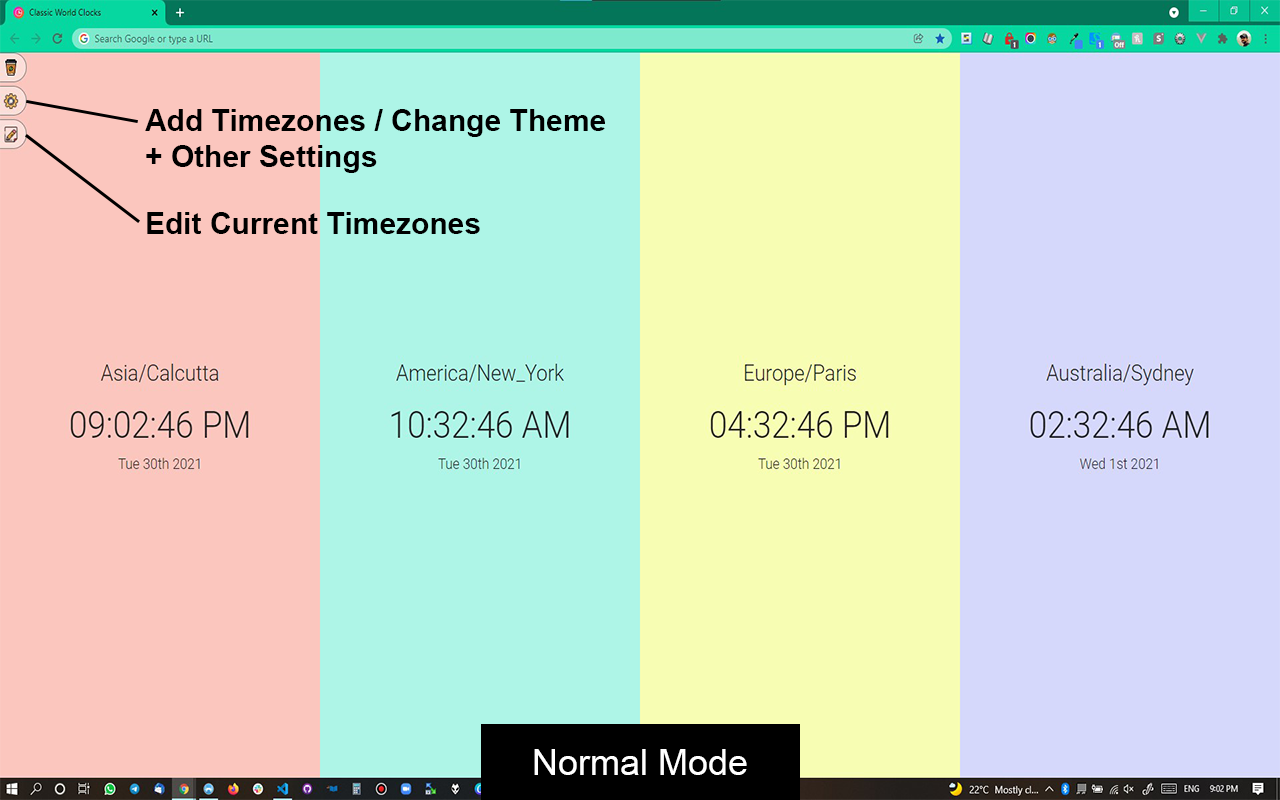 Classic World Clocks
Search Google or type a URL
1
Off
1
Add Timezones / Change Theme
+ Other Settings
Edit Current Timezones
Asia/Calcutta
America/New_York
Europe/Paris
Australia/Sydney
09:02:46 PM
10:32:46 AM
04:32:46 PM
02:32:46 AM
Tue 30th 2021
Tue 30th 2021
Tue 30th 2021
Wed 1st 2021
Normal Mode
22°C Mostly cl...
ENG
9:02 PM